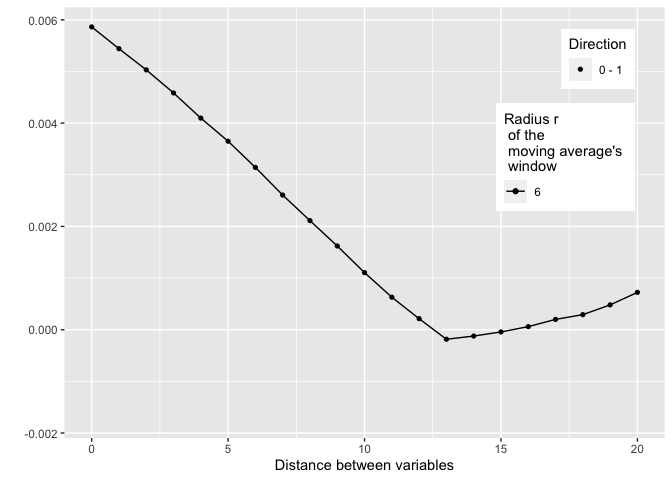 0.006
0.004
0.002
0.000
-0.002
0
5
10
15
20
Distance between variables
Direction
0 - 1
Radius r
of the
moving average's
window
6